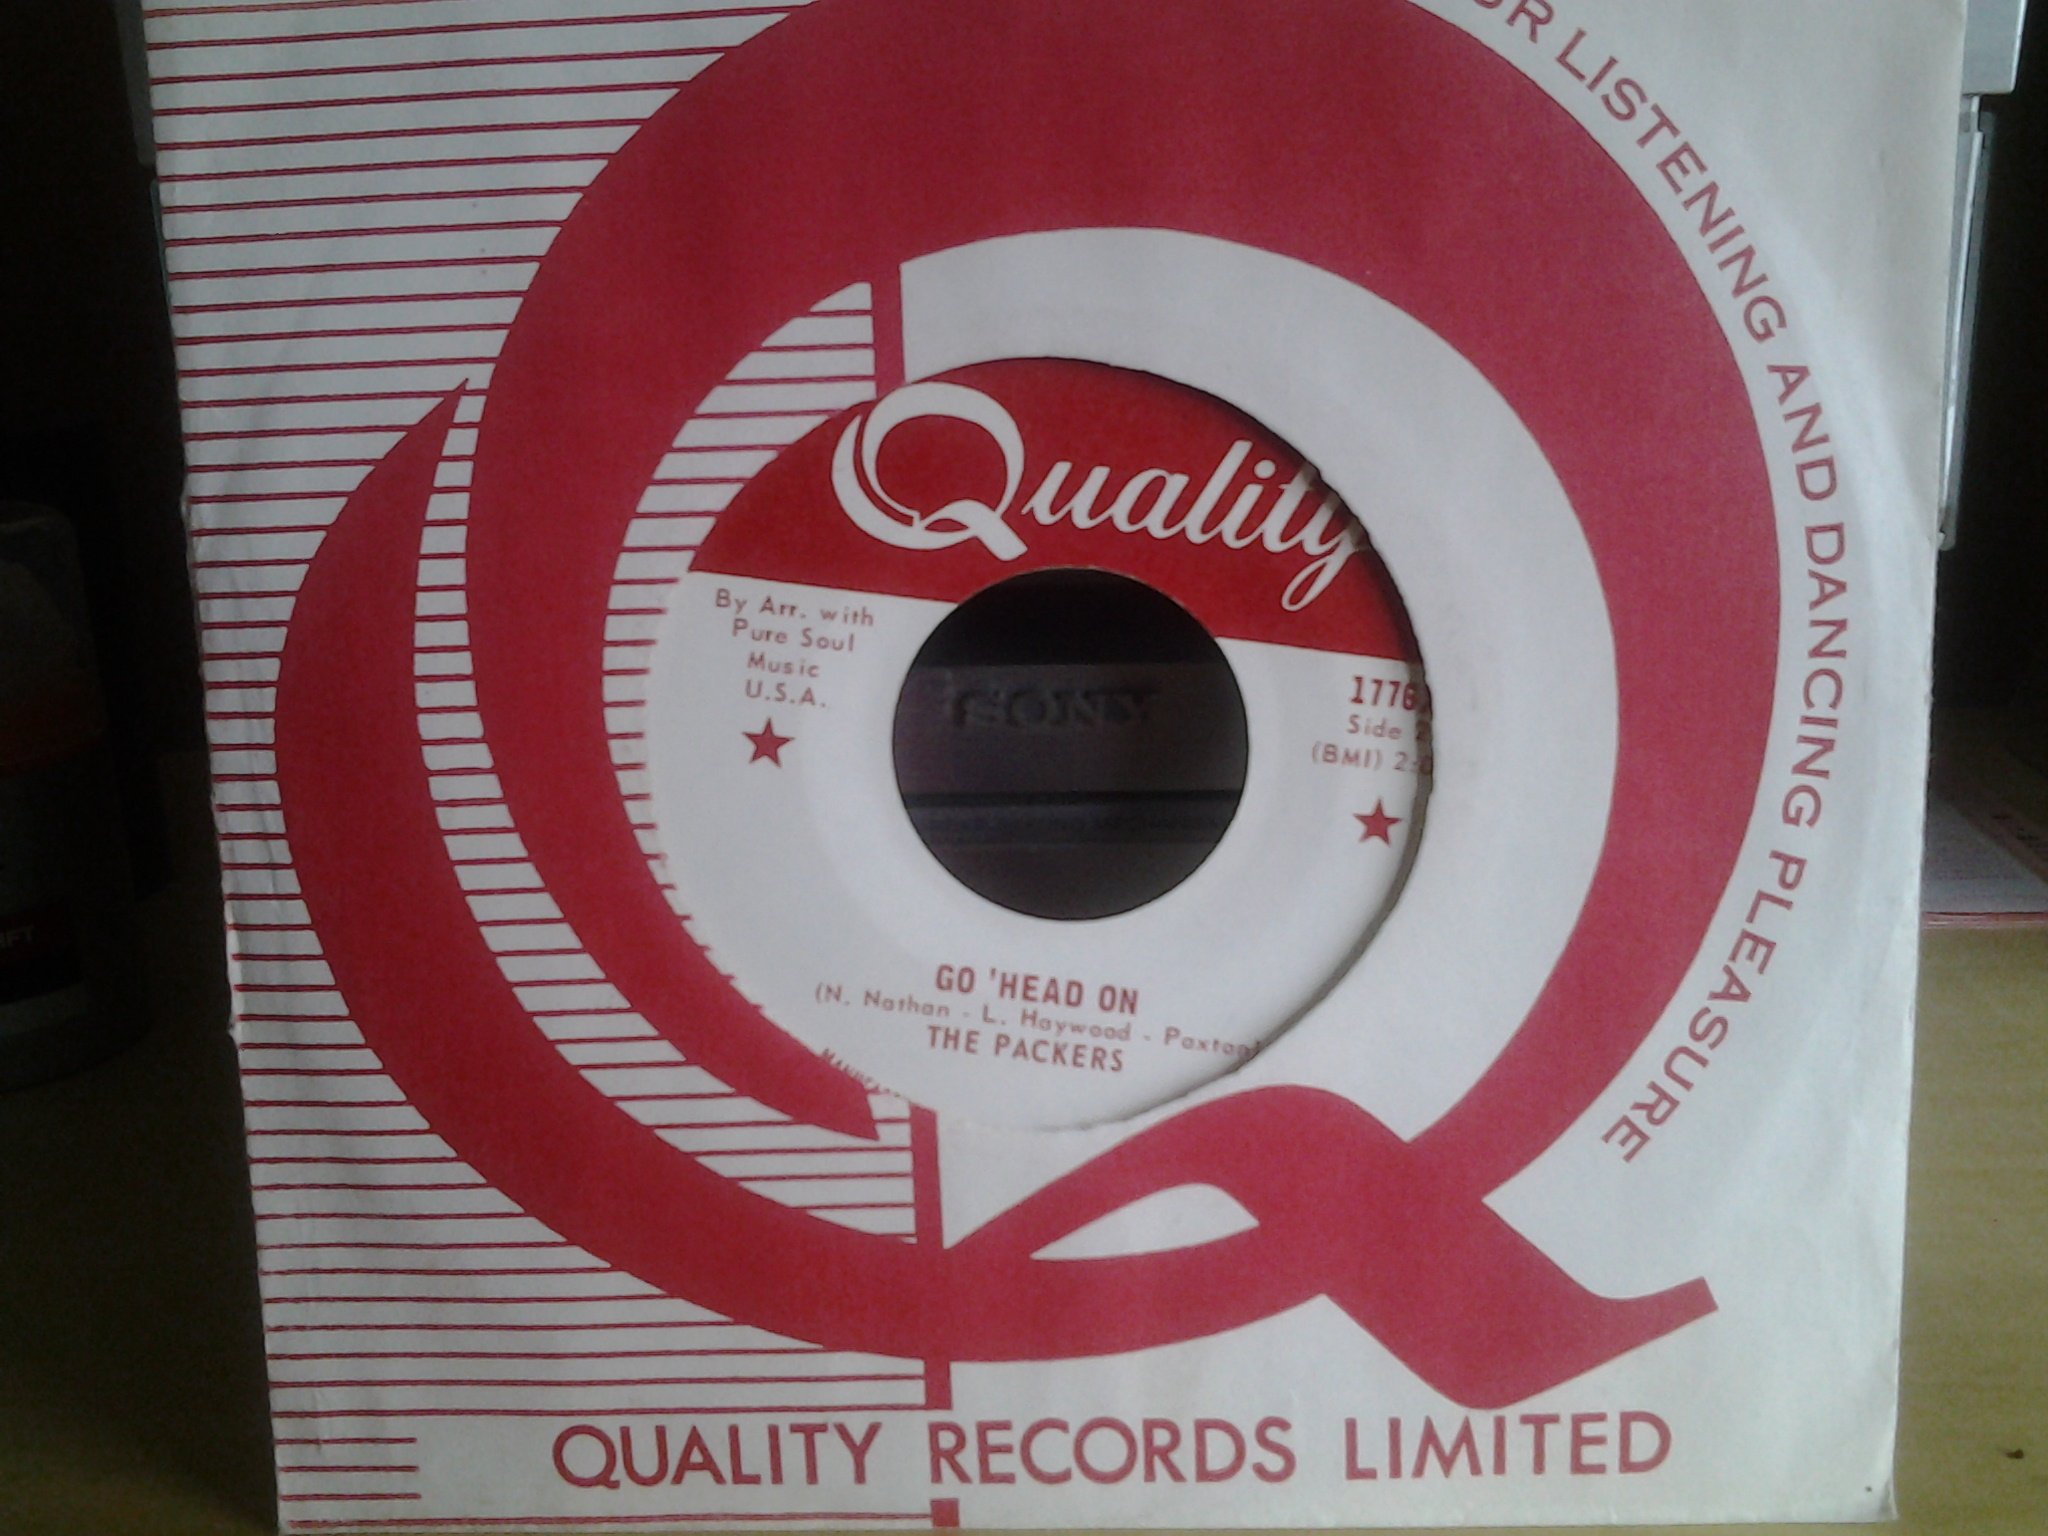 LISTENING AND DANCING PLEASURE
Quality
By Arr. with
Pure Soul
Music
U.S.A.
Side
(BMI)
SONY
GO 'HEAD ON
(N. Nathan - L. Haywood - Paxton)
THE PACKERS
QUALITY RECORDS LIMITED